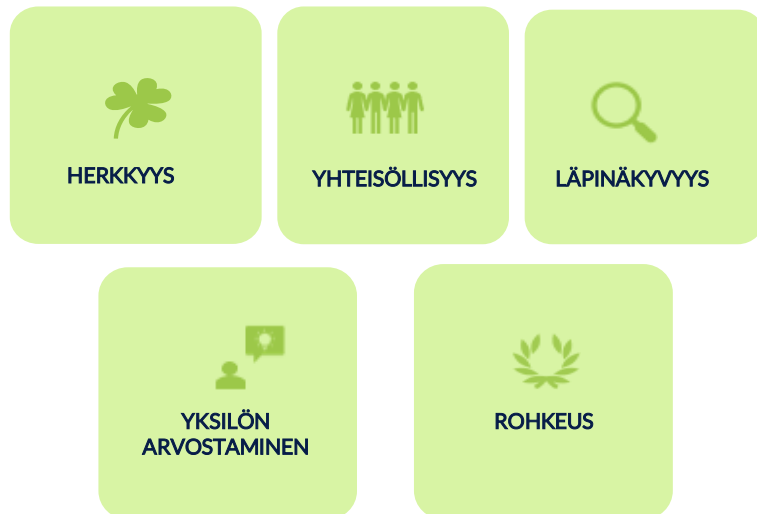 HERKKYYS
YHTEISÖLLISYYS
LÄPINÄKYVYYS
YKSILÖN
ARVOSTAMINEN
ROHKEUS